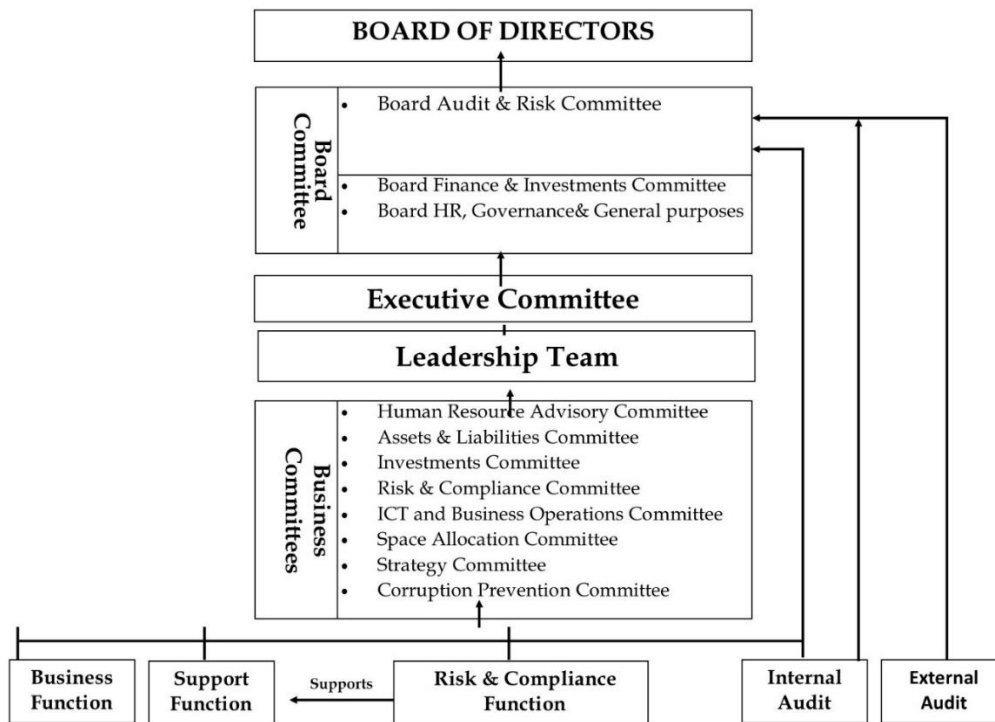 BOARD OF DIRECTORS
Board
Committee
• Board Audit & Risk Committee
• Board Finance & Investments Committee
• Board HR, Governance& General purposes
Executive Committee
Leadership Team
Business
Committees
• Human Resource Advisory Committee
• Assets & Liabilities Committee
• Investments Committee
• Risk & Compliance Committee
• ICT and Business Operations Committee
• Space Allocation Committee
• Strategy Committee
• Corruption Prevention Committee
Business
Function
Support
Function
Supports
Risk & Compliance
Function
Internal
Audit
External
Audit